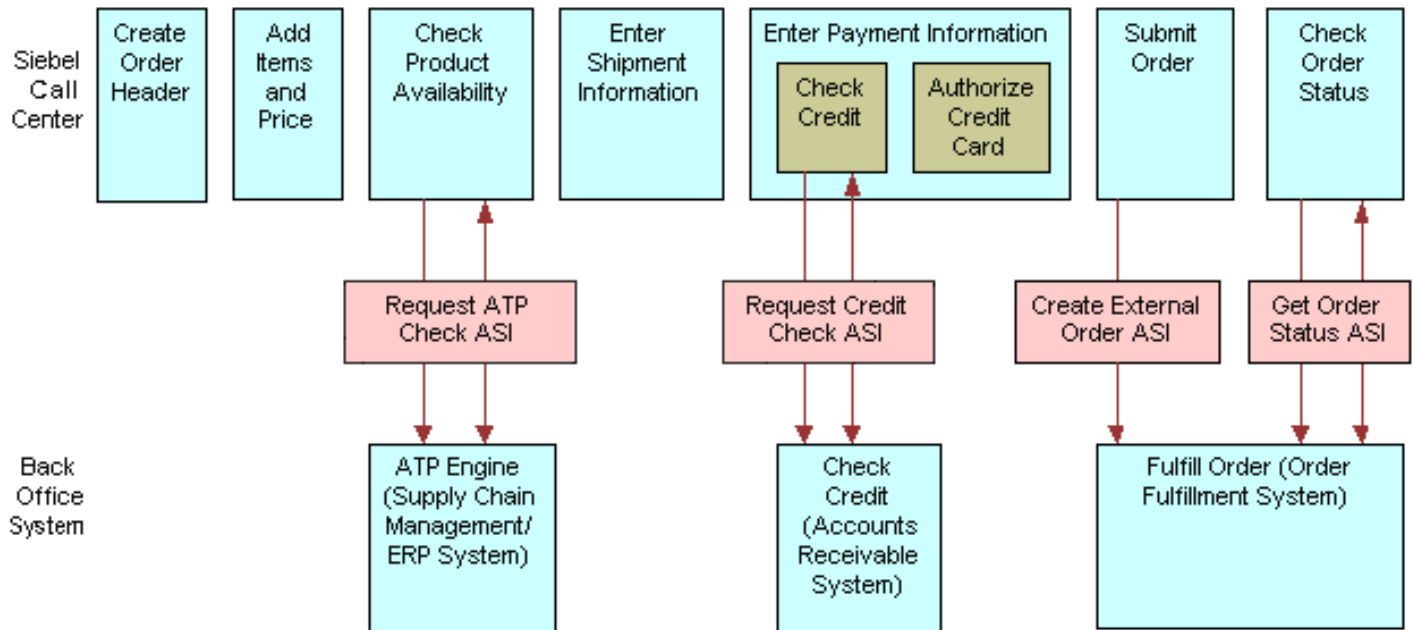 Siebel
Call
Center
Create
Order
Header
Add
Items
and
Price
Check
Product
Availability
Enter
Shipment
Information
Enter Payment Information
Check
Credit
Authorize
Credit
Card
Submit
Order
Check
Order
Status
Request ATP
Check ASI
Request Credit
Check ASI
Create External
Order ASI
Get Order
Status ASI
Back
Office
System
ATP Engine
(Supply Chain
Management/
ERP System)
Check
Credit
(Accounts
Receivable
System)
Fulfill Order (Order
Fulfillment System)